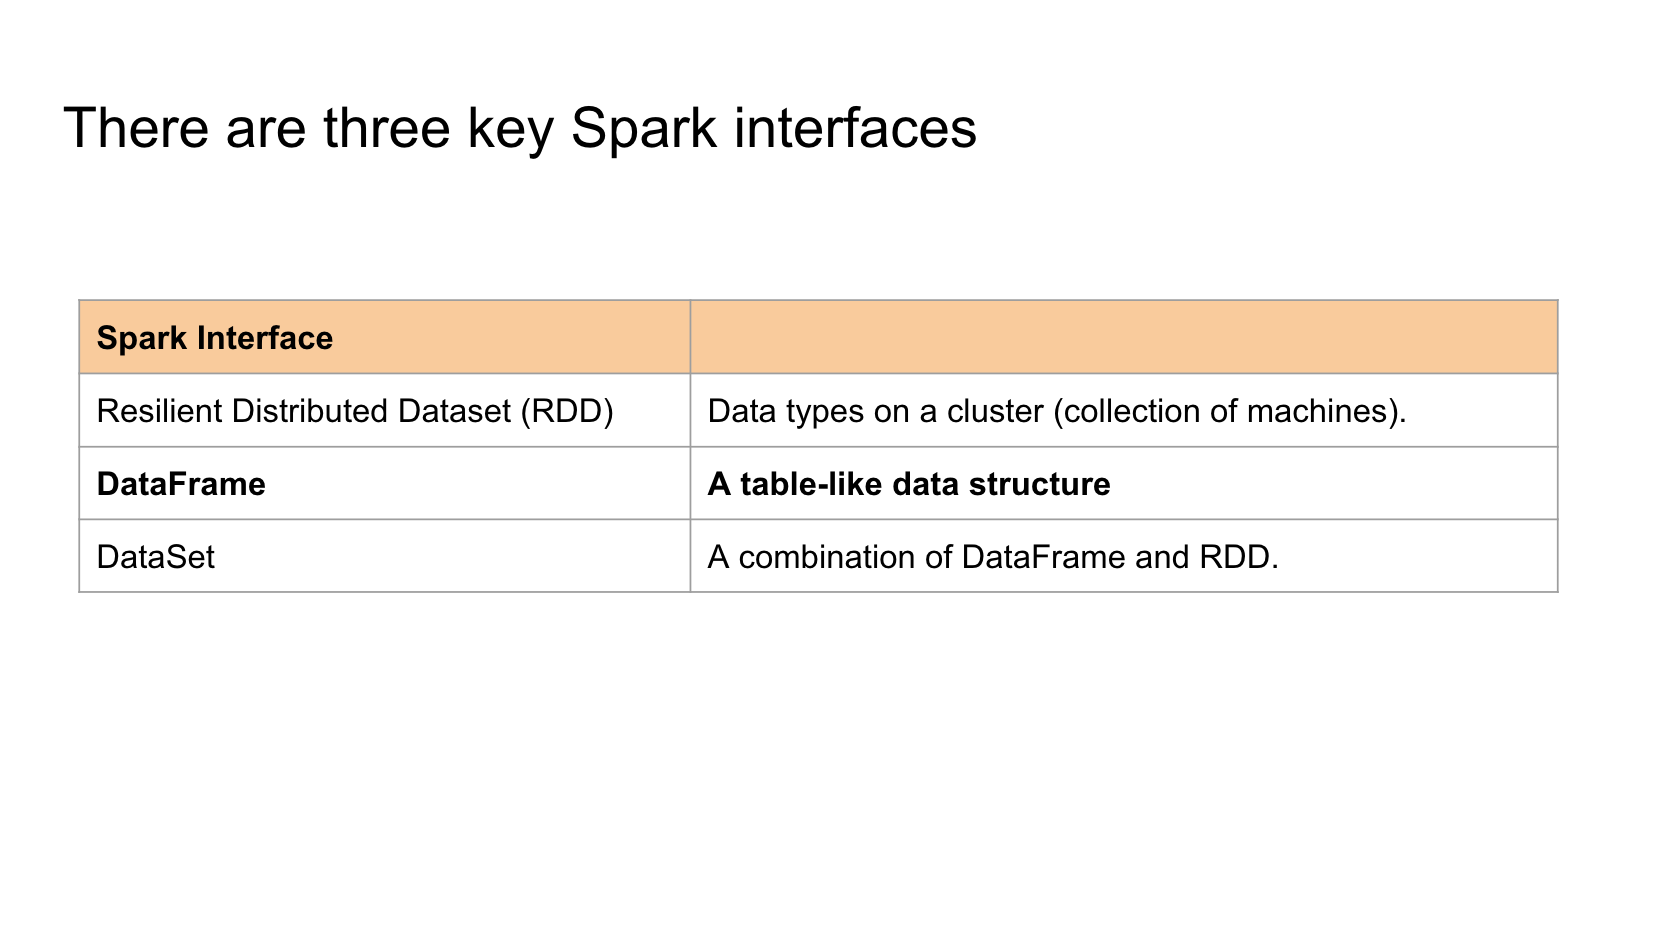 There are three key Spark interfaces
Spark Interface
Resilient Distributed Dataset (RDD) Data types on a cluster (collection of machines).
DataFrame A table-like data structure
DataSet A combination of DataFrame and RDD.